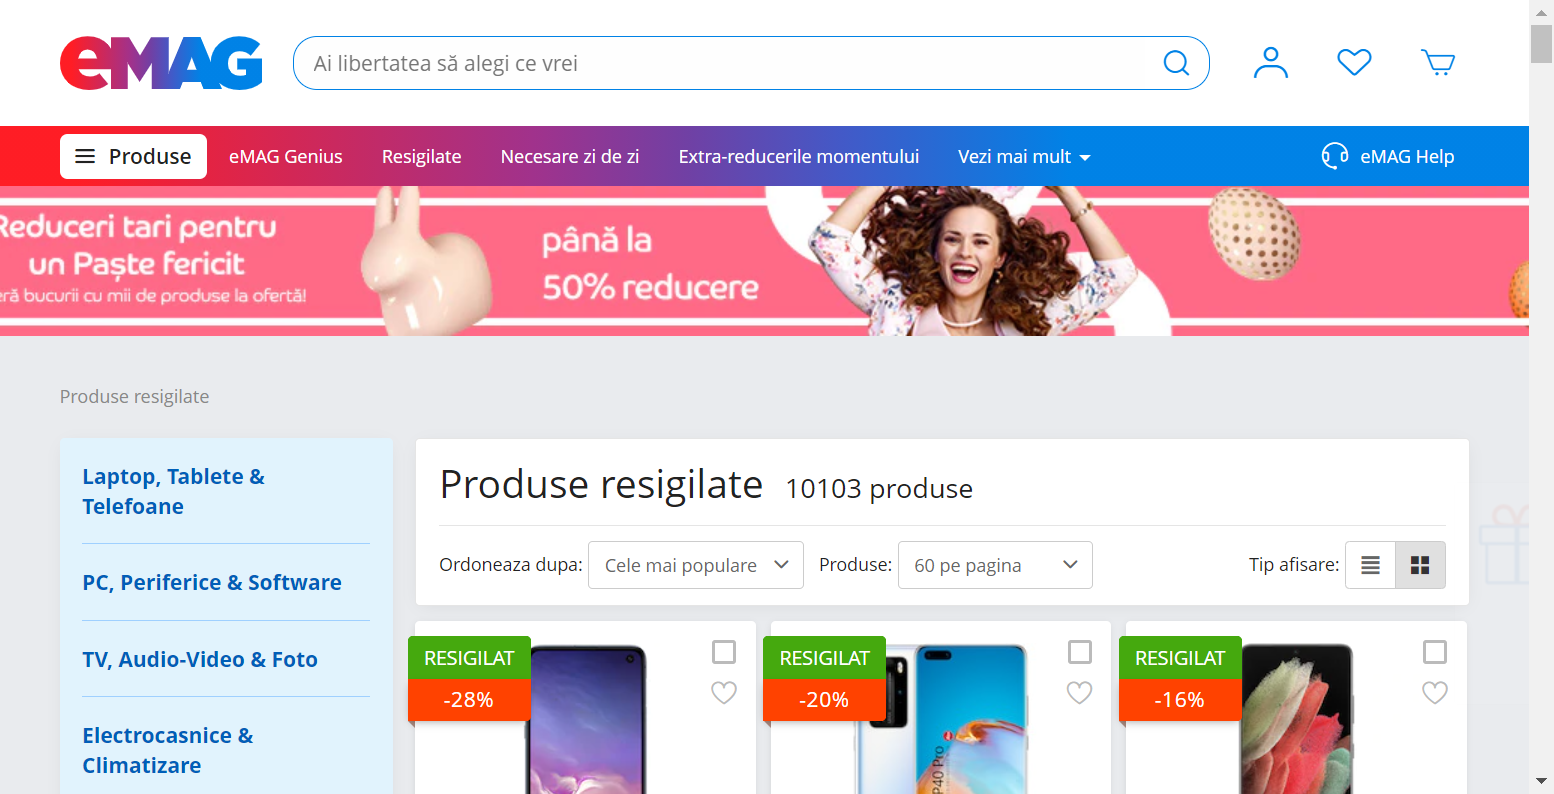 eMAG
Ai libertatea să alegi ce vrei
Produse
eMAG Genius
Resigilate
Necesare zi de zi
Extra-reducerile momentului
Vezi mai mult
eMAG Help
Reduceri tari pentru
un Paște fericit
eră bucurii cu mii de produse la ofertă!
până la
50% reducere
Produse resigilate
Laptop, Tablete &
Telefoane
PC, Periferice & Software
TV, Audio-Video & Foto
Electrocasnice &
Climatizare
Produse resigilate 10103 produse
Ordoneaza dupa: Cele mai populare
Produse: 60 pe pagina
Tip afisare:
RESIGILAT
-28%
RESIGILAT
-20%
P40 Pro
RESIGILAT
-16%